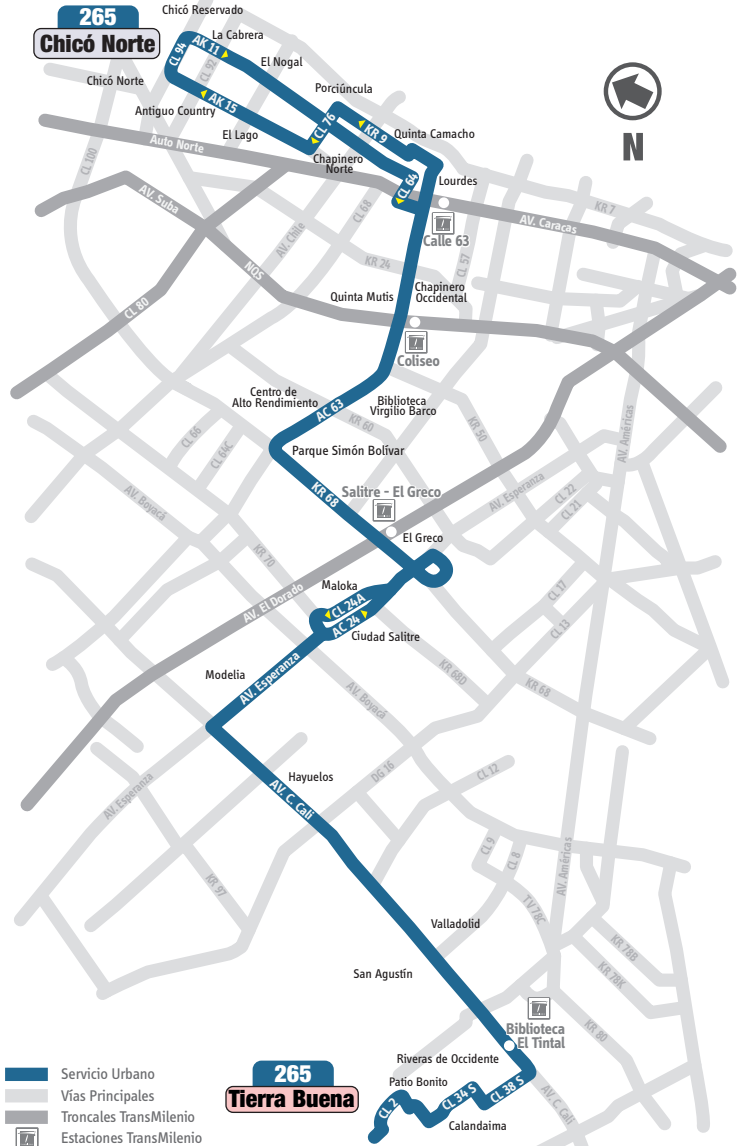 Chicó Reservado
265
Chicó Norte
La Cabrera
AK 11
CL 94
CL 92
El Nogal
Chicó Norte
Porciúncula
AK 15
Antiguo Country
El Lago
CL 76
KR 9
Quinta Camacho
N
Auto Norte
CL 100
Chapinero
Norte
CL 64
Lourdes
AV. Suba
CL 68
KR 7
AV. Caracas
Calle 63
AV. Chile
KR 24
CL 57
NQS
Quinta Mutis
Chapinero
Occidental
CL 80
Coliseo
Centro de
Alto Rendimiento
AC 63
Biblioteca
Virgilio Barco
KR 60
KR 50
AV. Américas
CL 66
CL 64C
Parque Simón Bolívar
KR 68
Salitre - El Greco
AV. Esperanza
CL 22
CL 21
AV. Boyacá
El Greco
KR 70
Maloka
CL 24A
AC 24
AV. El Dorado
Ciudad Salitre
CL 17
CL 13
Modelia
AV. Esperanza
KR 68D
KR 68
AV. Boyacá
Hayuelos
DG 16
CL 12
AV. Esperanza
AV. C. Cali
CL 9
CL 8
AV. Américas
KR 97
TV 78C
Valladolid
KR 78B
San Agustín
KR 78K
Biblioteca
El Tintal
KR 80
Riveras de Occidente
265
Tierra Buena
Patio Bonito
CL 2
CL 34 S
CL 38 S
Calandaima
AV. C. Cali
Servicio Urbano
Vías Principales
Troncales TransMilenio
Estaciones TransMilenio